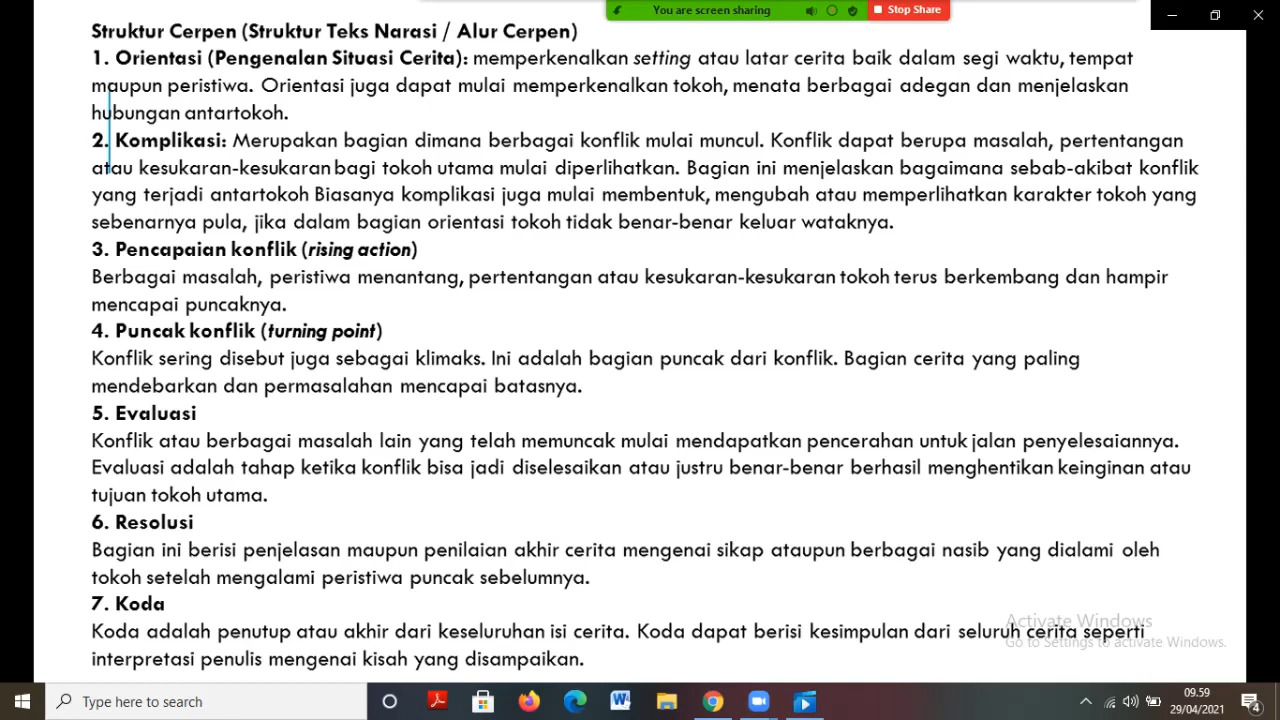 You are screen sharing
Stop Share
Struktur Cerpen (Struktur Teks Narasi / Alur Cerpen)
1. Orientasi (Pengenalan Situasi Cerita): memperkenalkan setting atau latar cerita baik dalam segi waktu, tempat
maupun peristiwa. Orientasi juga dapat mulai memperkenalkan tokoh, menata berbagai adegan dan menjelaskan
hubungan antartokoh.
2. Komplikasi: Merupakan bagian dimana berbagai konflik mulai muncul. Konflik dapat berupa masalah, pertentangan
atau kesukaran-kesukaran bagi tokoh utama mulai diperlihatkan. Bagian ini menjelaskan bagaimana sebab-akibat konflik
yang terjadi antartokoh Biasanya komplikasi juga mulai membentuk, mengubah atau memperlihatkan karakter tokoh yang
sebenarnya pula, jika dalam bagian orientasi tokoh tidak benar-benar keluar wataknya.
3. Pencapaian konflik (rising action)
Berbagai masalah, peristiwa menantang, pertentangan atau kesukaran-kesukaran tokoh terus berkembang dan hampir
mencapai puncaknya.
4. Puncak konflik (turning point)
Konflik sering disebut juga sebagai klimaks. Ini adalah bagian puncak dari konflik. Bagian cerita yang paling
mendebarkan dan permasalahan mencapai batasnya.
5. Evaluasi
Konflik atau berbagai masalah lain yang telah memuncak mulai mendapatkan pencerahan untuk jalan penyelesaiannya.
Evaluasi adalah tahap ketika konflik bisa jadi diselesaikan atau justru benar-benar berhasil menghentikan keinginan atau
tujuan tokoh utama.
6. Resolusi
Bagian ini berisi penjelasan maupun penilaian akhir cerita mengenai sikap ataupun berbagai nasib yang dialami oleh
tokoh setelah mengalami peristiwa puncak sebelumnya.
7. Koda
Koda adalah penutup atau akhir dari keseluruhan isi cerita. Koda dapat berisi kesimpulan dari seluruh cerita seperti
interpretasi penulis mengenai kisah yang disampaikan.
Activate Windows
Go to Settings to activate Windows.
Type here to search
09.59
29/04/2021
4